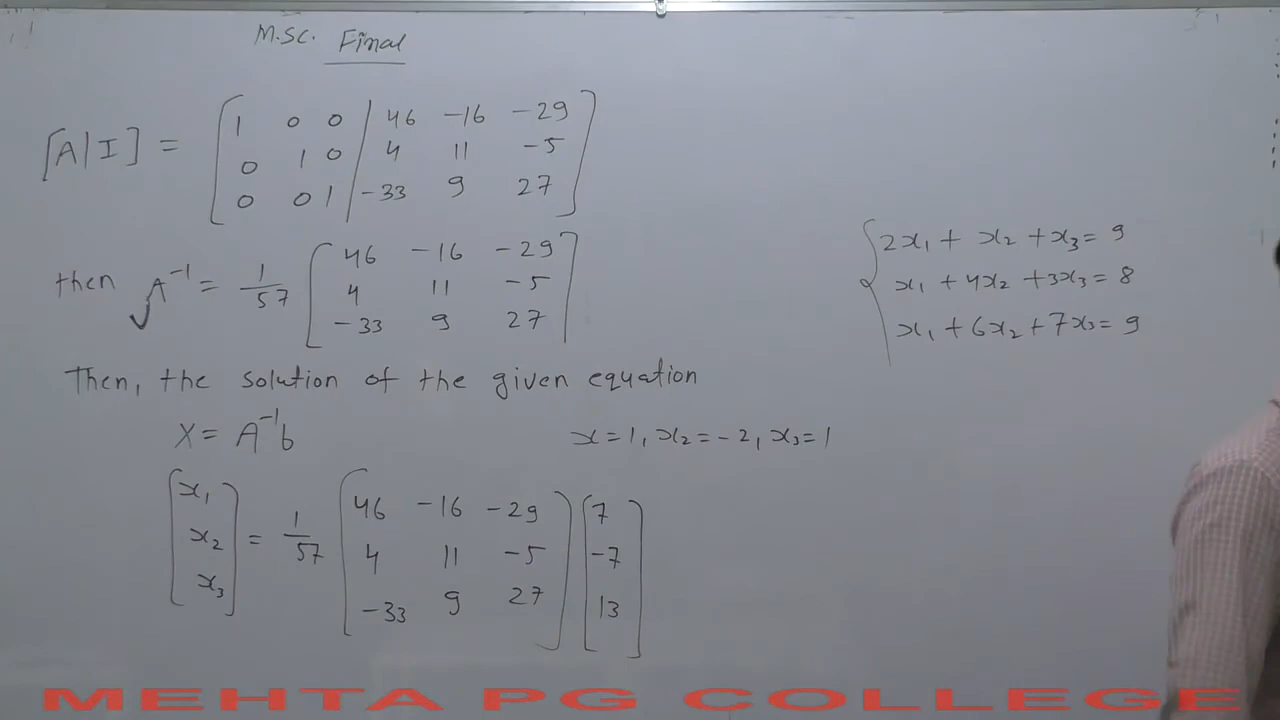 M.SC. Final
[A|I] = [ 1 0 0 | 46 -16 -29
0 1 0 | 4 11 -5
0 0 1 | -33 9 27 ]
then A⁻¹ = 1/57 [ 46 -16 -29
4 11 -5
-33 9 27 ]
Then, the solution of the given equation
X = A⁻¹b
x = 1, x₂ = -2, x₃ = 1
[ x₁
x₂
x₃ ] = 1/57 [ 46 -16 -29
4 11 -5
-33 9 27 ] [ 7
-7
13 ]
{ 2x₁ + x₂ + x₃ = 9
x₁ + 4x₂ + 3x₃ = 8
x₁ + 6x₂ + 7x₃ = 9
MEHTA PG COLLEGE